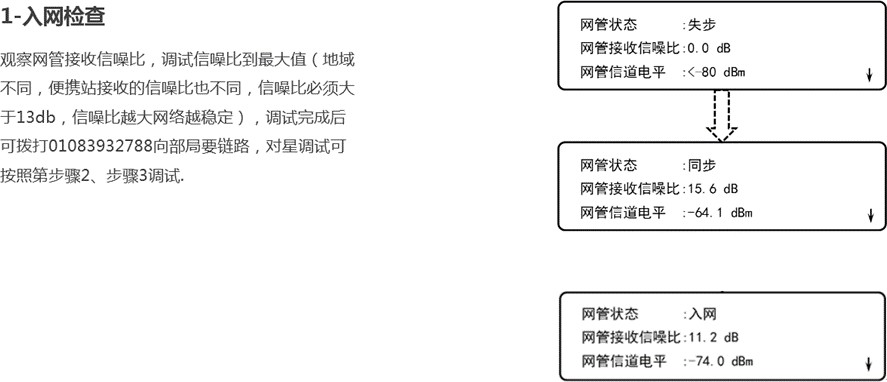 1-入网检查
观察网管接收信噪比，调试信噪比到最大值（地域
不同，便携站接收的信噪比也不同，信噪比必须大
于13db，信噪比越大网络越稳定），调试完成后
可拨打01083932788向部局要链路，对星调试可
按照第步骤2、步骤3调试.
网管状态 :失步
网管接收信噪比:0.0 dB
网管信道电平 :<-80 dBm
网管状态 :同步
网管接收信噪比:15.6 dB
网管信道电平 :-64.1 dBm
网管状态 :入网
网管接收信噪比:11.2 dB
网管信道电平 :-74.0 dBm